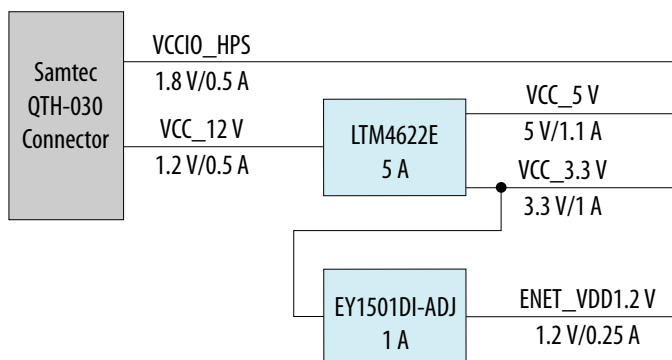 Samtec
QTH-030
Connector
VCCIO_HPS
1.8 V/0.5 A
VCC_12 V
1.2 V/0.5 A
LTM4622E
5 A
VCC_5 V
5 V/1.1 A
VCC_3.3 V
3.3 V/1 A
EY1501DI-ADJ
1 A
ENET_VDD1.2 V
1.2 V/0.25 A